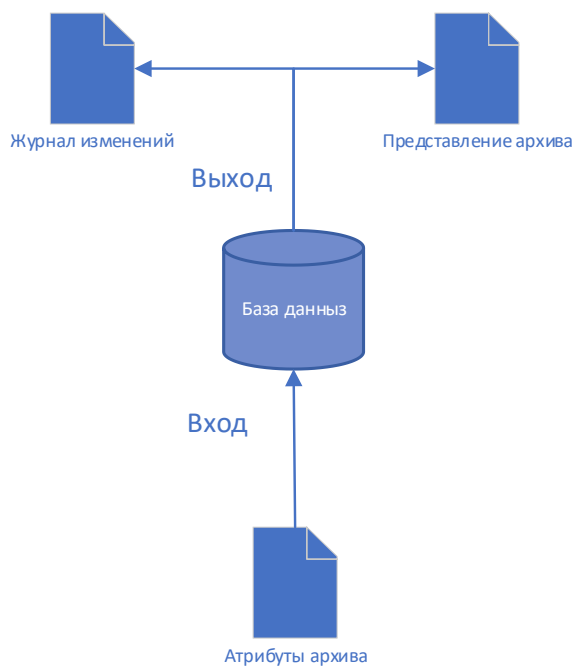 Журнал изменений
Представление архива
Выход
База данныз
Вход
Атрибуты архива